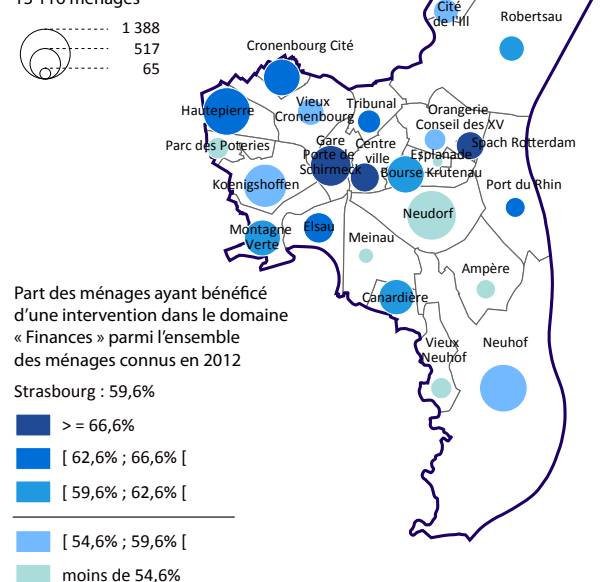 1 388
517
65
Cité
de l'Ill
Robertsau
Cronenbourg Cité
Hautepierre
Vieux
Cronenbourg
Tribunal
Orangerie
Conseil des XV
Parc des Poteries
Gare
Porte de
Schirmeck
Centre
ville
Esplanade
Spach Rotterdam
Bourse Krutenau
Koenigshoffen
Port du Rhin
Neudorf
Montagne
Verte
Elsau
Meinau
Ampère
Canardière
Vieux
Neuhof
Neuhof
Part des ménages ayant bénéficé
d'une intervention dans le domaine
« Finances » parmi l'ensemble
des ménages connus en 2012
Strasbourg : 59,6%
> = 66,6%
[ 62,6% ; 66,6% [
[ 59,6% ; 62,6% [
[ 54,6% ; 59,6% [
moins de 54,6%